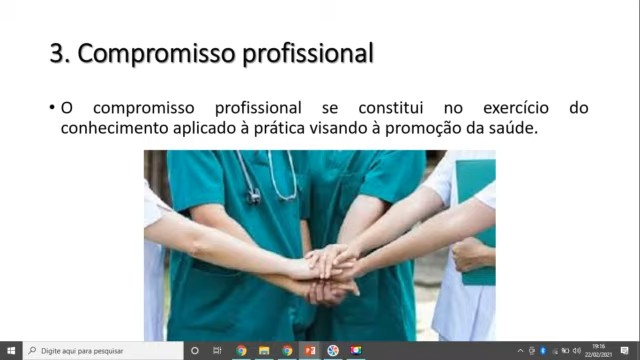 3. Compromisso profissional
• O compromisso profissional se constitui no exercício do
conhecimento aplicado à prática visando à promoção da saúde.
Digite aqui para pesquisar
19:16
22/02/2021